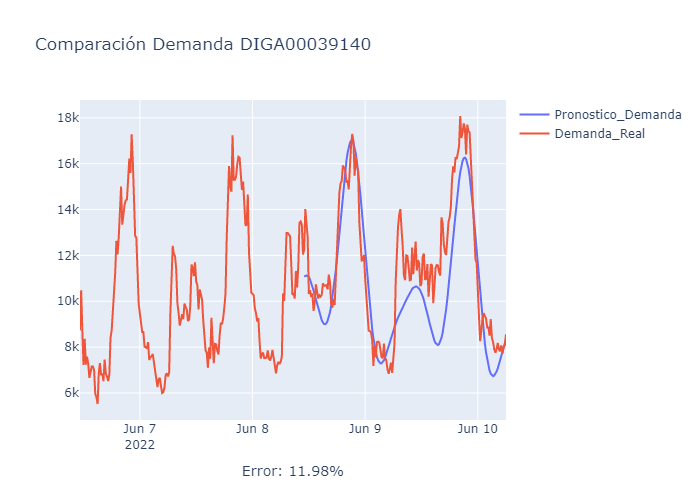 Comparación Demanda DIGA00039140
Pronostico_Demanda
Demanda_Real
18k
16k
14k
12k
10k
8k
6k
Jun 7
2022
Jun 8
Jun 9
Jun 10
Error: 11.98%